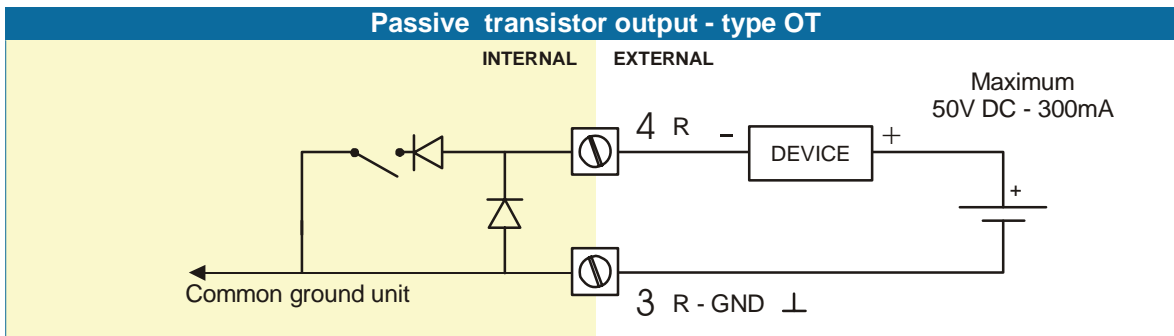 Passive transistor output - type OT
INTERNAL EXTERNAL
Maximum
50V DC - 300mA
4 R - DEVICE +
+
Common ground unit
3 R - GND ⊥